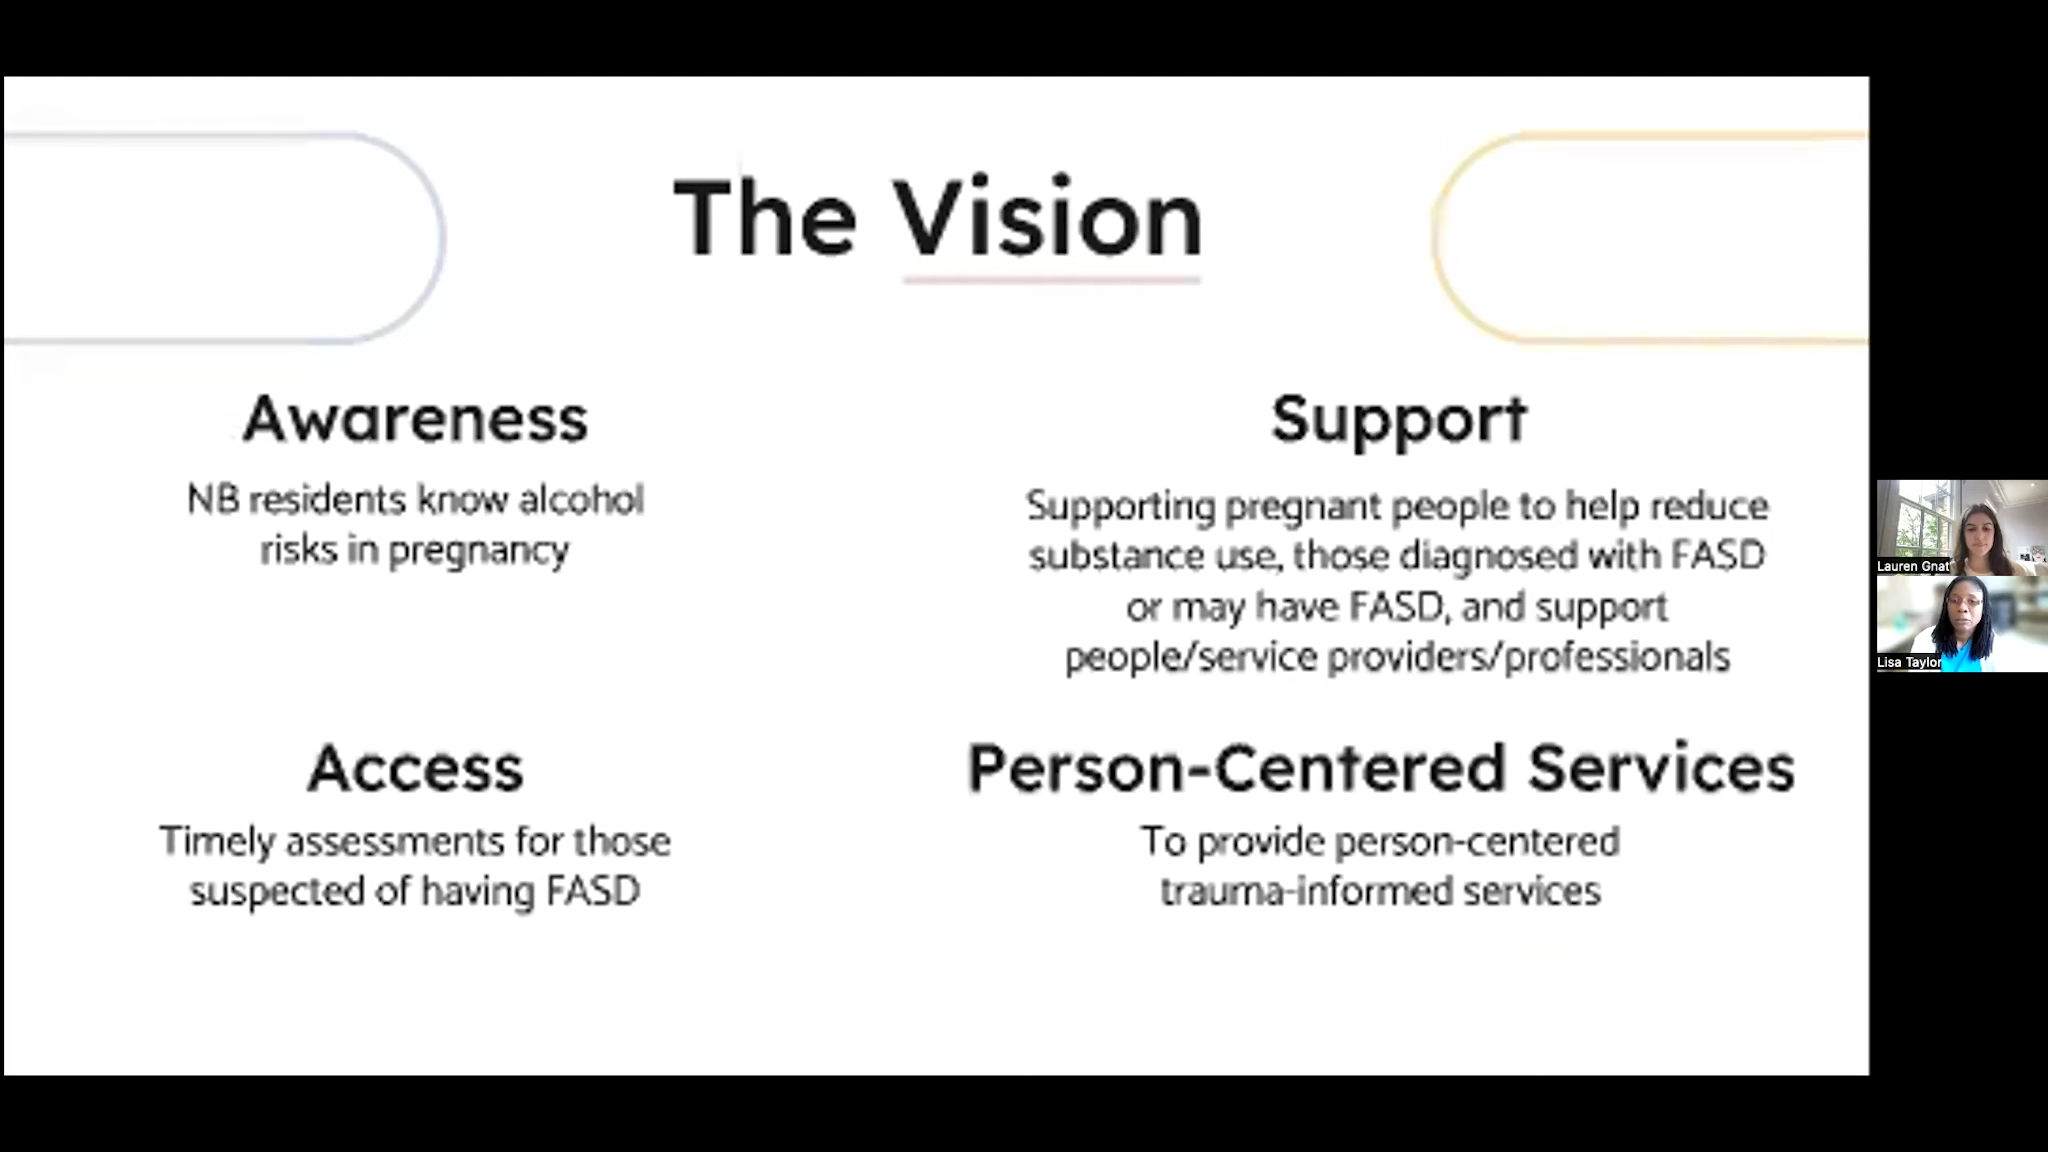 The Vision
Awareness
NB residents know alcohol
risks in pregnancy
Support
Supporting pregnant people to help reduce
substance use, those diagnosed with FASD
or may have FASD, and support
people/service providers/professionals
Access
Timely assessments for those
suspected of having FASD
Person-Centered Services
To provide person-centered
trauma-informed services
Lauren Gnat
Lisa Taylor